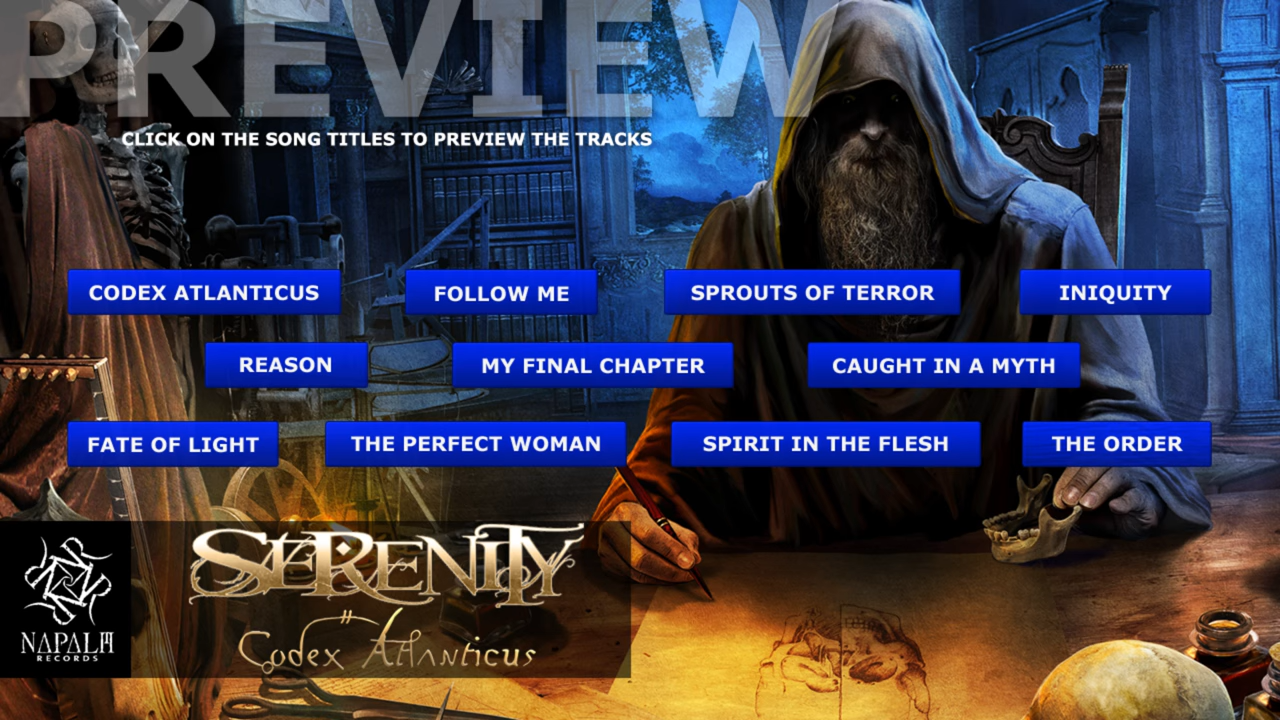 PREVIEW
CLICK ON THE SONG TITLES TO PREVIEW THE TRACKS
CODEX ATLANTICUS
FOLLOW ME
SPROUTS OF TERROR
INIQUITY
REASON
MY FINAL CHAPTER
CAUGHT IN A MYTH
FATE OF LIGHT
THE PERFECT WOMAN
SPIRIT IN THE FLESH
THE ORDER
SERENITY
Codex Atlanticus
NAPALM
RECORDS